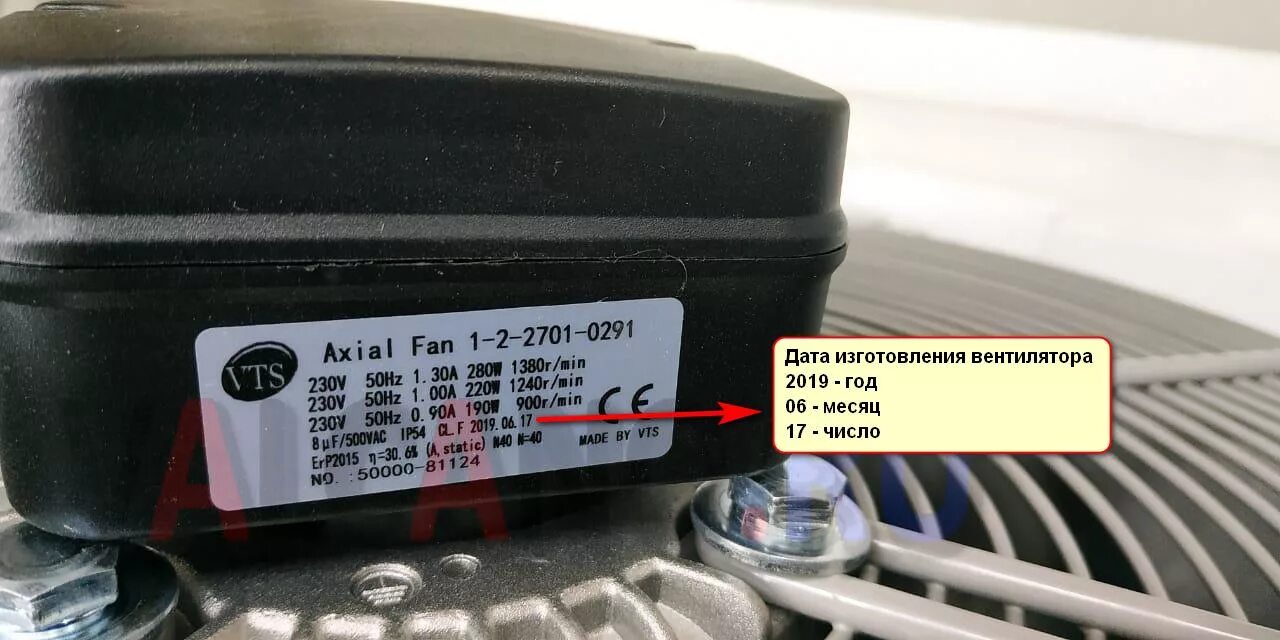 VTS
Axial Fan 1-2-2701-0291
230V 50Hz 1.30A 280W 1380r/min
230V 50Hz 1.00A 220W 1240r/min
230V 50Hz 0.90A 190W 900r/min
8μF/500VAC IP54 CL.F 2019.06.17
ErP2015 η=30.6% (A,static) N40 N=40
NO. :50000-81124
CE
MADE BY VTS
Дата изготовления вентилятора
2019 - год
06 - месяц
17 - число